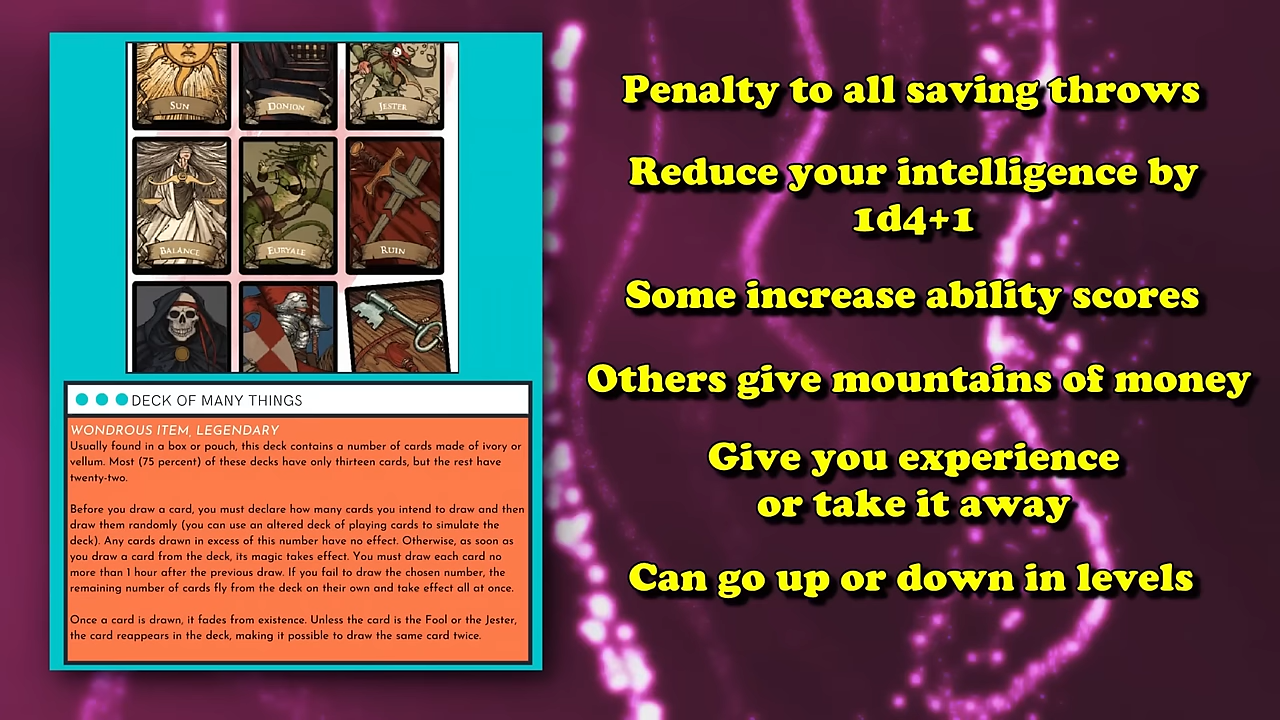 SUN
DONJON
JESTER
BALANCE
EURYALE
RUIN
DECK OF MANY THINGS
WONDROUS ITEM, LEGENDARY
Usually found in a box or pouch, this deck contains a number of cards made of ivory or
vellum. Most (75 percent) of these decks have only thirteen cards, but the rest have
twenty-two.
Before you draw a card, you must declare how many cards you intend to draw and then
draw them randomly (you can use an altered deck of playing cards to simulate the
deck). Any cards drawn in excess of this number have no effect. Otherwise, as soon as
you draw a card from the deck, its magic takes effect. You must draw each card no
more than 1 hour after the previous draw. If you fail to draw the chosen number, the
remaining number of cards fly from the deck on their own and take effect all at once.
Once a card is drawn, it fades from existence. Unless the card is the Fool or the Jester,
the card reappears in the deck, making it possible to draw the same card twice.
Penalty to all saving throws
Reduce your intelligence by
1d4+1
Some increase ability scores
Others give mountains of money
Give you experience
or take it away
Can go up or down in levels